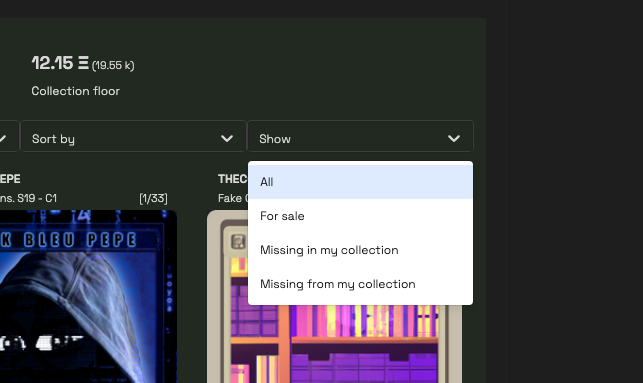 12.15 Ξ (19.55 k)
Collection floor
Sort by
Show
All
For sale
Missing in my collection
Missing from my collection
EPE
ns. S19 - C1
[1/33]
THEC
Fake
K BLEU PEPE